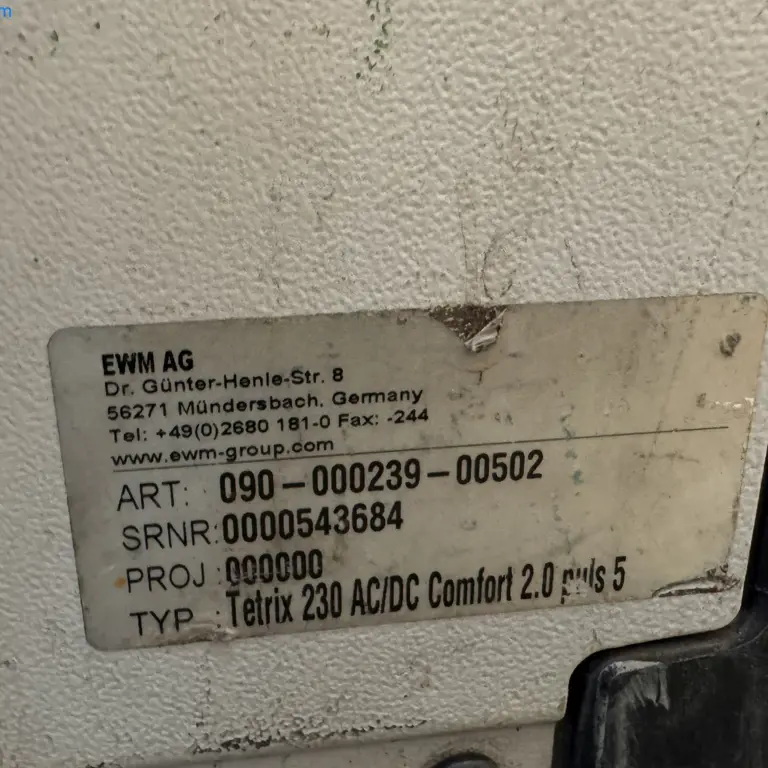 m
EWM AG
Dr. Günter-Henle-Str. 8
56271 Mündersbach, Germany
Tel: +49(0)2680 181-0 Fax: -244
www.ewm-group.com
ART: 090-000239-00502
SRNR:0000543684
PROJ :000000
TYP :Tetrix 230 AC/DC Comfort 2.0 puls 5